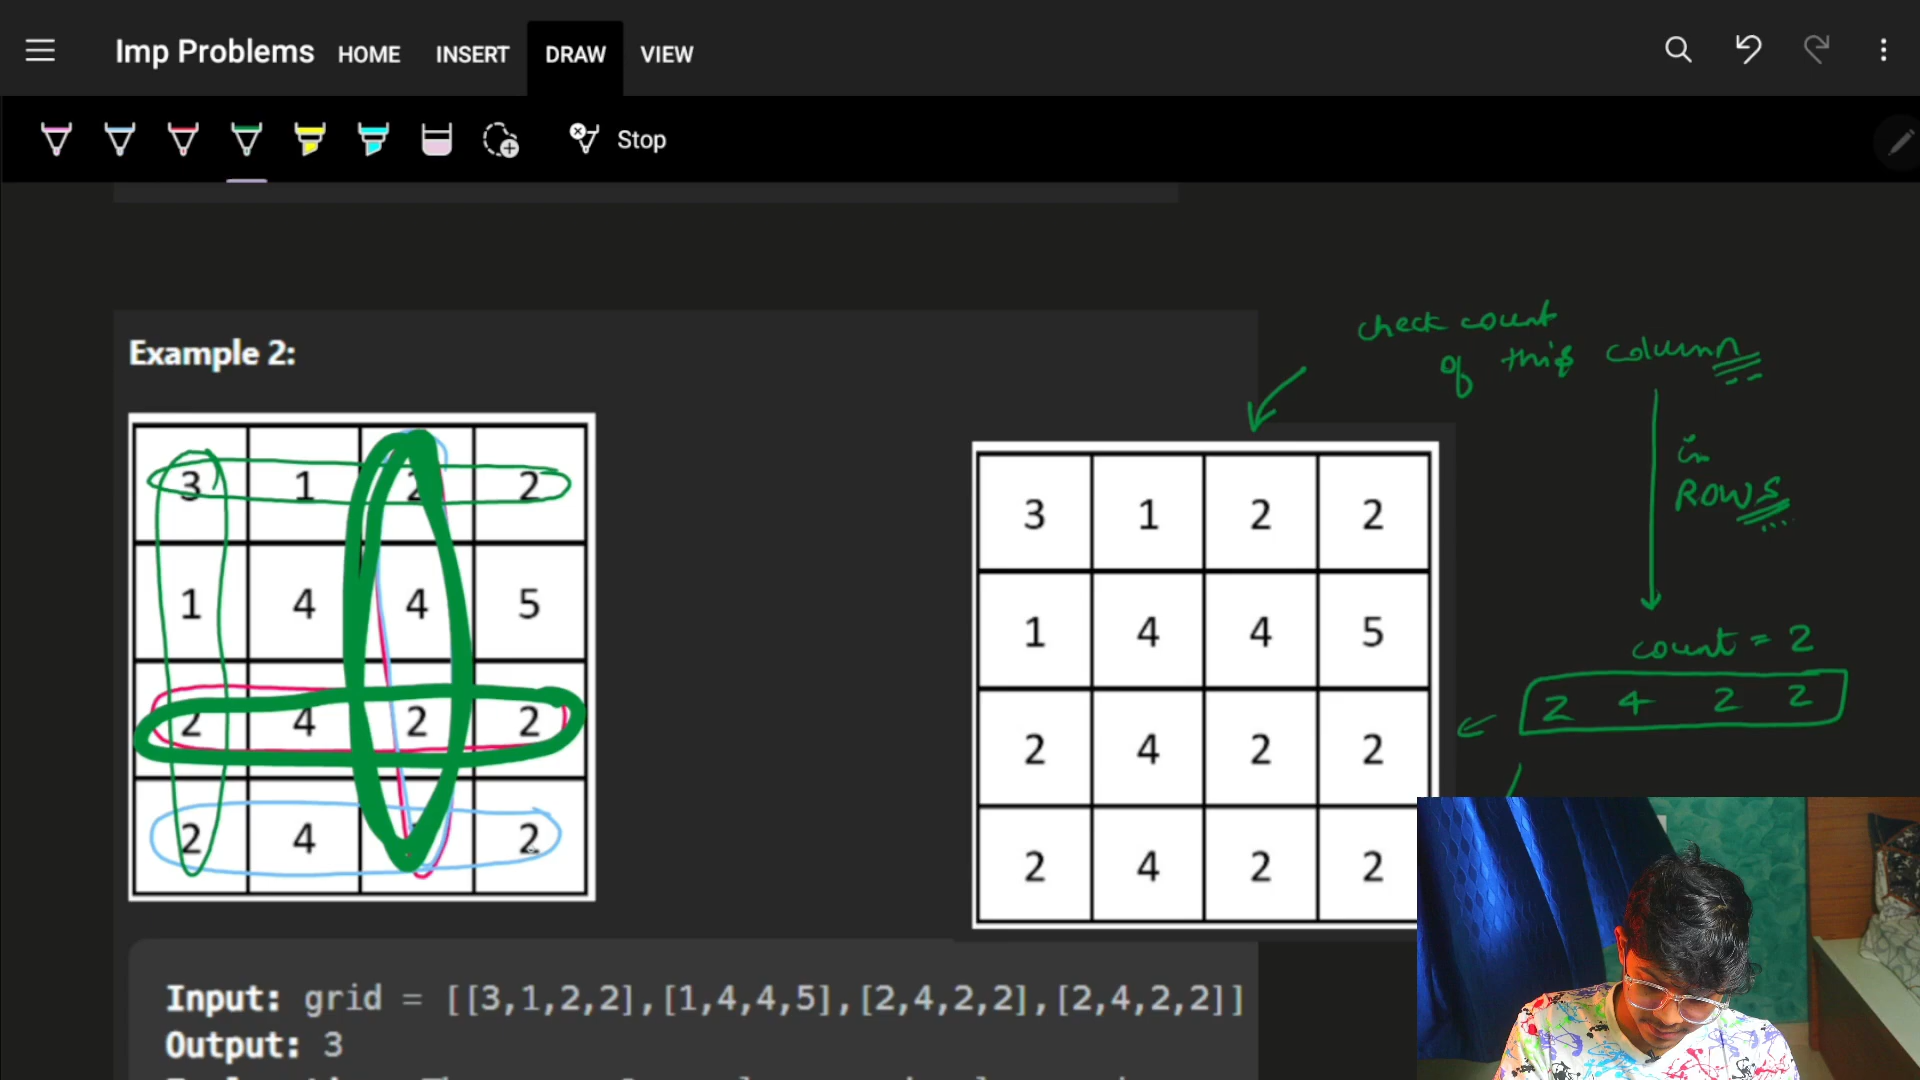 Imp Problems HOME INSERT DRAW VIEW
Stop
Example 2:
check count
of this column
in
ROWS
count = 2
2 4 2 2
3 1 2 2
1 4 4 5
2 4 2 2
2 4 2
3 1 2 2
1 4 4 5
2 4 2 2
2 4 2 2
Input: grid = [[3,1,2,2],[1,4,4,5],[2,4,2,2],[2,4,2,2]]
Output: 3